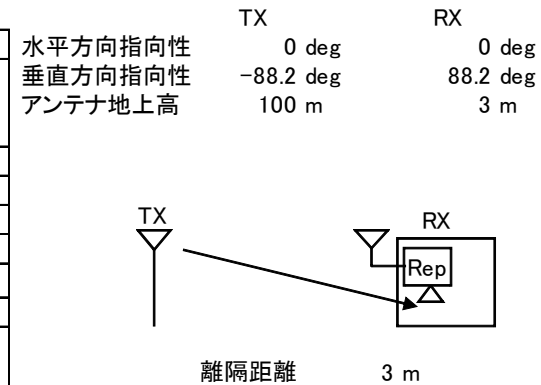 TX RX
水平方向指向性 0 deg 0 deg
垂直方向指向性 -88.2 deg 88.2 deg
アンテナ地上高 100 m 3 m
TX RX
Rep
離隔距離 3 m